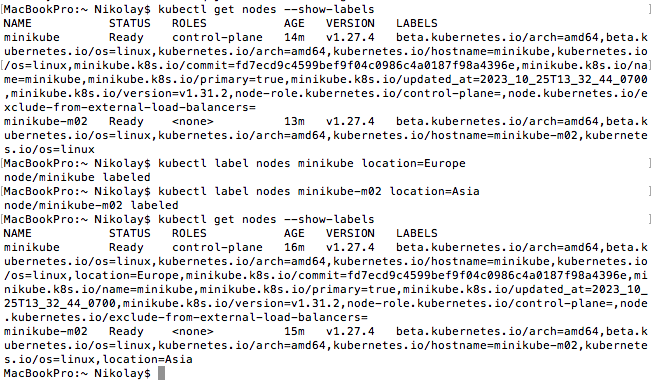 MacBookPro:~ Nikolay$ kubectl get nodes --show-labels
NAME           STATUS   ROLES           AGE   VERSION   LABELS
minikube       Ready    control-plane   14m   v1.27.4   beta.kubernetes.io/arch=amd64,beta.k
ubernetes.io/os=linux,kubernetes.io/arch=amd64,kubernetes.io/hostname=minikube,kubernetes.io
/os=linux,minikube.k8s.io/commit=fd7ecd9c4599bef9f04c0986c4a0187f98a4396e,minikube.k8s.io/na
me=minikube,minikube.k8s.io/primary=true,minikube.k8s.io/updated_at=2023_10_25T13_32_44_0700
,minikube.k8s.io/version=v1.31.2,node-role.kubernetes.io/control-plane=,node.kubernetes.io/e
xclude-from-external-load-balancers=
minikube-m02   Ready    <none>          13m   v1.27.4   beta.kubernetes.io/arch=amd64,beta.k
ubernetes.io/os=linux,kubernetes.io/arch=amd64,kubernetes.io/hostname=minikube-m02,kubernete
s.io/os=linux
MacBookPro:~ Nikolay$ kubectl label nodes minikube location=Europe
node/minikube labeled
MacBookPro:~ Nikolay$ kubectl label nodes minikube-m02 location=Asia
node/minikube-m02 labeled
MacBookPro:~ Nikolay$ kubectl get nodes --show-labels
NAME           STATUS   ROLES           AGE   VERSION   LABELS
minikube       Ready    control-plane   16m   v1.27.4   beta.kubernetes.io/arch=amd64,beta.k
ubernetes.io/os=linux,kubernetes.io/arch=amd64,kubernetes.io/hostname=minikube,kubernetes.io
/os=linux,location=Europe,minikube.k8s.io/commit=fd7ecd9c4599bef9f04c0986c4a0187f98a4396e,mi
nikube.k8s.io/name=minikube,minikube.k8s.io/primary=true,minikube.k8s.io/updated_at=2023_10_
25T13_32_44_0700,minikube.k8s.io/version=v1.31.2,node-role.kubernetes.io/control-plane=,node
.kubernetes.io/exclude-from-external-load-balancers=
minikube-m02   Ready    <none>          15m   v1.27.4   beta.kubernetes.io/arch=amd64,beta.k
ubernetes.io/os=linux,kubernetes.io/arch=amd64,kubernetes.io/hostname=minikube-m02,kubernete
s.io/os=linux,location=Asia
MacBookPro:~ Nikolay$